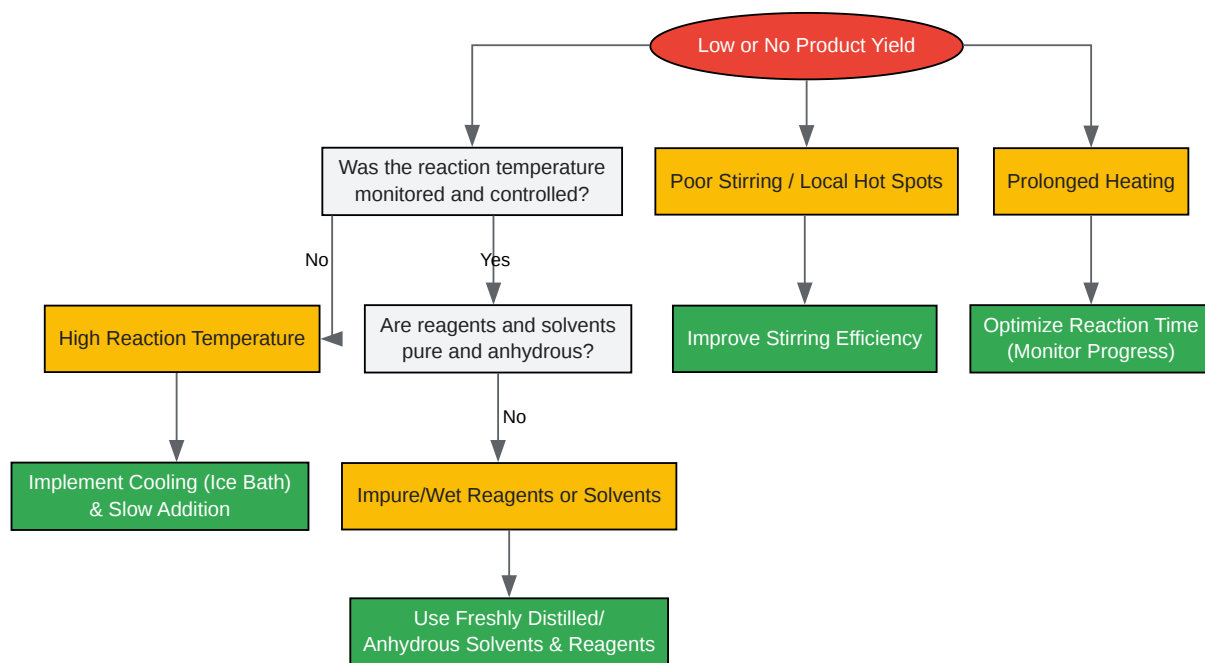 Low or No Product Yield
Was the reaction temperature
monitored and controlled?
Poor Stirring / Local Hot Spots
Prolonged Heating
No
Yes
High Reaction Temperature
Are reagents and solvents
pure and anhydrous?
Improve Stirring Efficiency
Optimize Reaction Time
(Monitor Progress)
No
Implement Cooling (Ice Bath)
& Slow Addition
Impure/Wet Reagents or Solvents
Use Freshly Distilled/
Anhydrous Solvents & Reagents